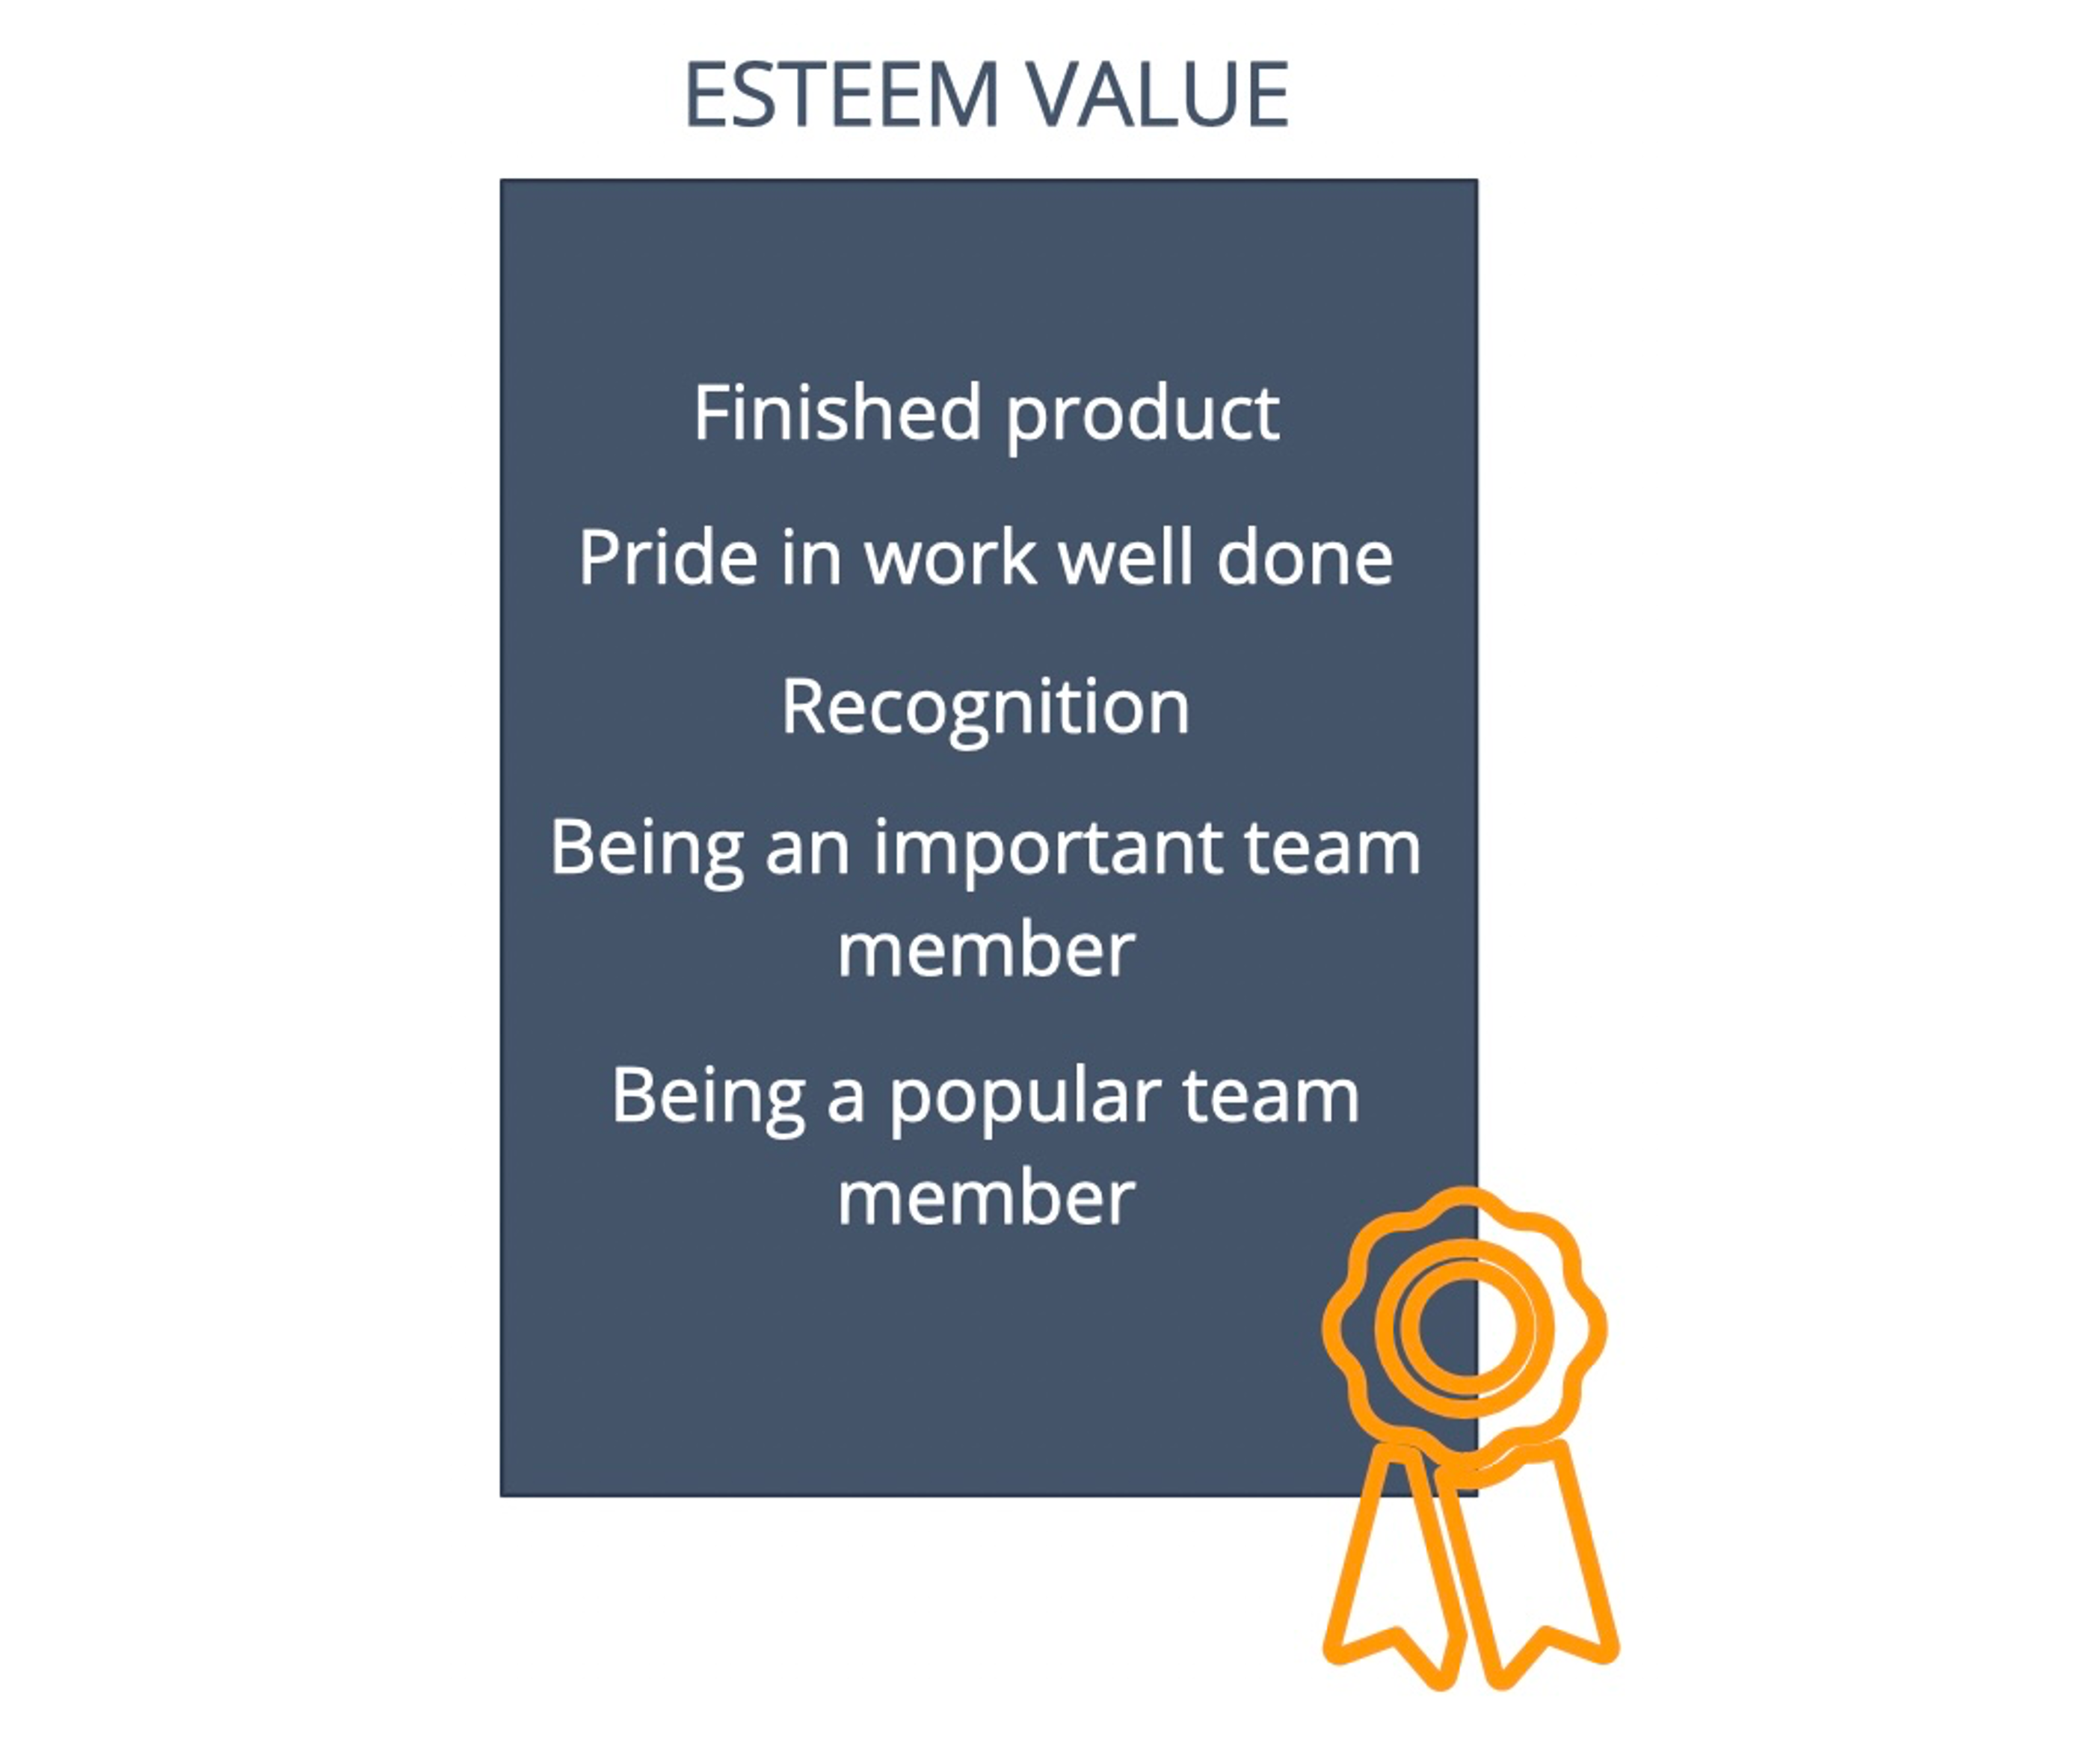 ESTEEM VALUE
Finished product
Pride in work well done
Recognition
Being an important team
member
Being a popular team
member